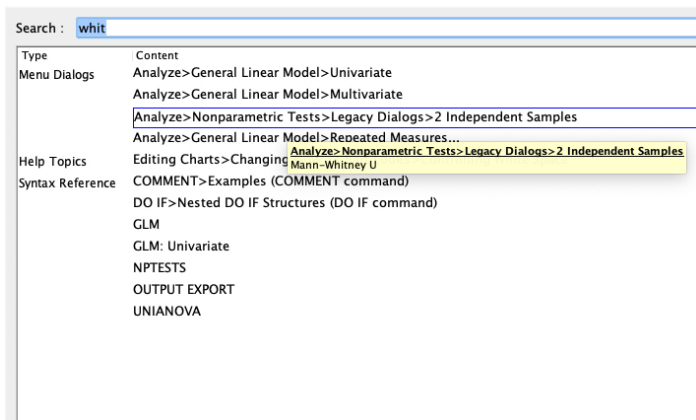 Search : whit
Type Content
Menu Dialogs Analyze>General Linear Model>Univariate
Analyze>General Linear Model>Multivariate
Analyze>Nonparametric Tests>Legacy Dialogs>2 Independent Samples
Analyze>General Linear Model>Repeated Measures...
Analyze>Nonparametric Tests>Legacy Dialogs>2 Independent Samples
Mann-Whitney U
Help Topics Editing Charts>Changing
Syntax Reference COMMENT>Examples (COMMENT command)
DO IF>Nested DO IF Structures (DO IF command)
GLM
GLM: Univariate
NPTESTS
OUTPUT EXPORT
UNIANOVA